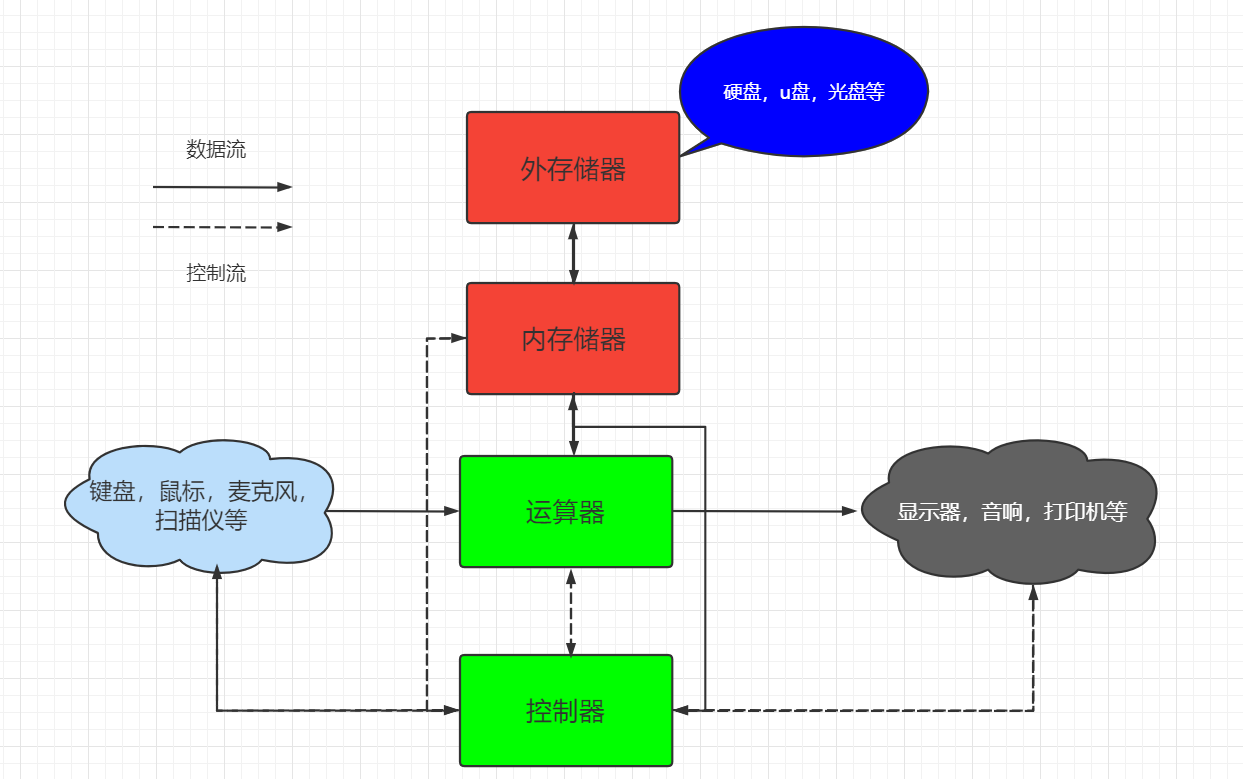 硬盘，u盘，光盘等
数据流
外存储器
控制流
内存储器
键盘，鼠标，麦克风，
扫描仪等
运算器
显示器，音响，打印机等
控制器